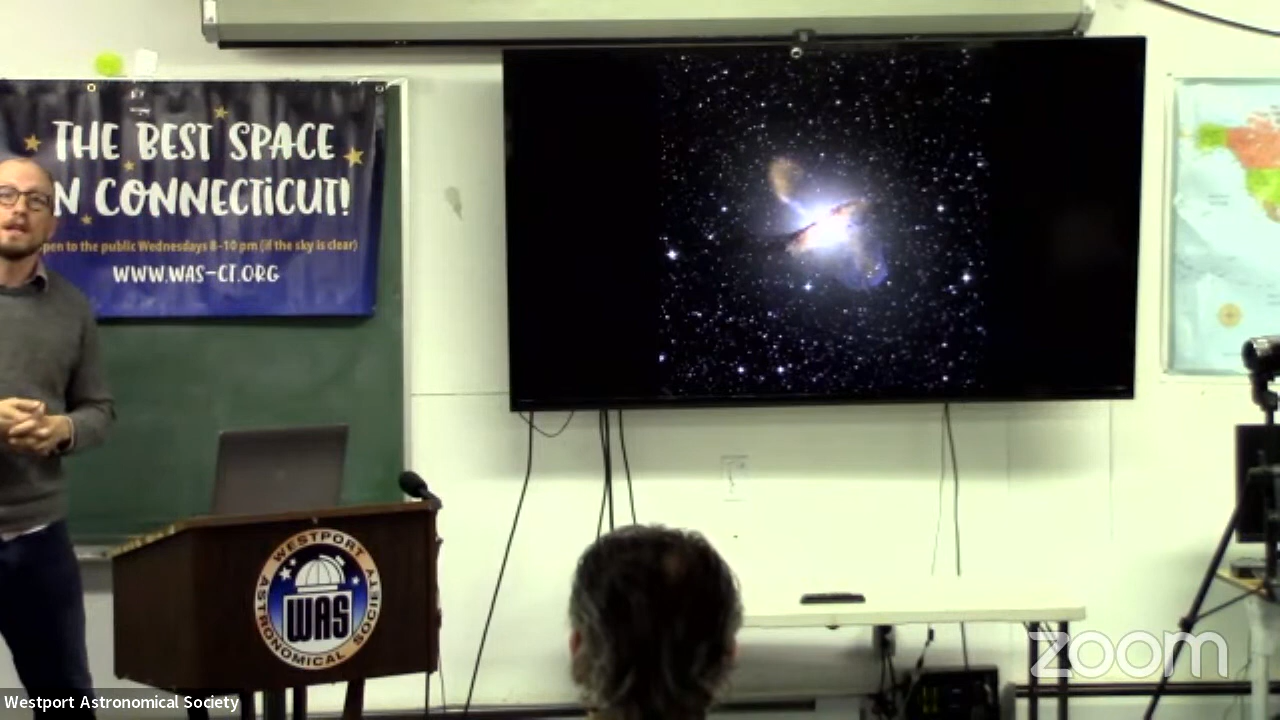 THE BEST SPACE
IN CONNECTICUT!
open to the public Wednesdays 8-10 pm (if the sky is clear)
WWW.WAS-CT.ORG
WESTPORT
ASTRONOMICAL SOCIETY
WAS
zoom
Westport Astronomical Society